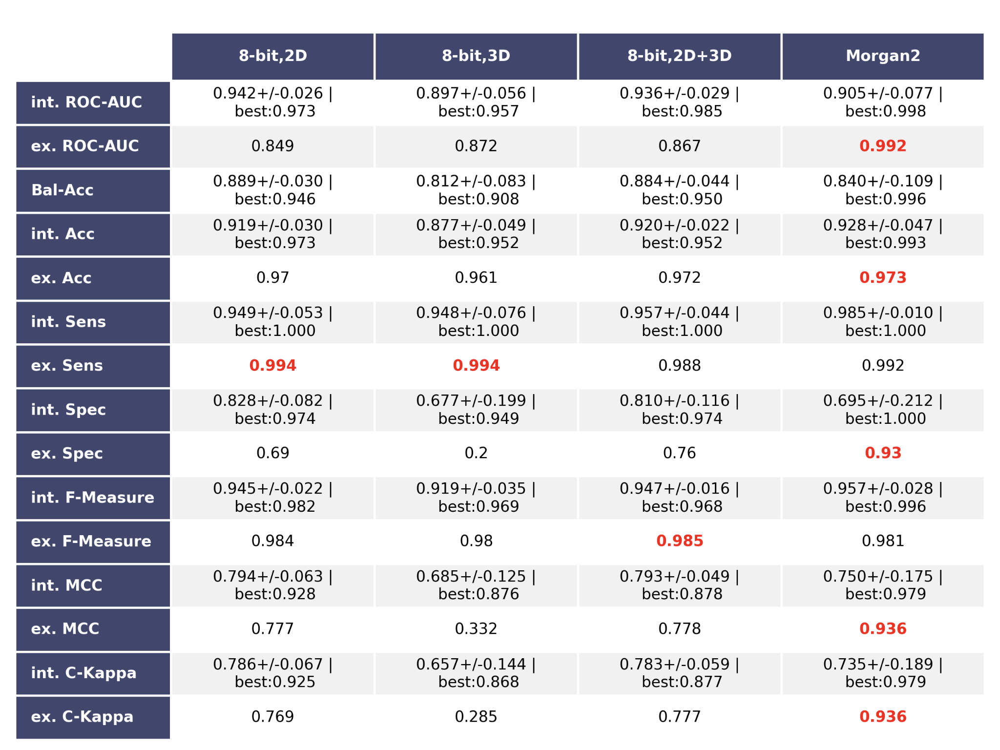 8-bit,2D 8-bit,3D 8-bit,2D+3D Morgan2
int. ROC-AUC 0.942+/-0.026 | 0.897+/-0.056 | 0.936+/-0.029 | 0.905+/-0.077 |
best:0.973 best:0.957 best:0.985 best:0.998
ex. ROC-AUC 0.849 0.872 0.867 0.992
Bal-Acc 0.889+/-0.030 | 0.812+/-0.083 | 0.884+/-0.044 | 0.840+/-0.109 |
best:0.946 best:0.908 best:0.950 best:0.996
int. Acc 0.919+/-0.030 | 0.877+/-0.049 | 0.920+/-0.022 | 0.928+/-0.047 |
best:0.973 best:0.952 best:0.952 best:0.993
ex. Acc 0.97 0.961 0.972 0.973
int. Sens 0.949+/-0.053 | 0.948+/-0.076 | 0.957+/-0.044 | 0.985+/-0.010 |
best:1.000 best:1.000 best:1.000 best:1.000
ex. Sens 0.994 0.994 0.988 0.992
int. Spec 0.828+/-0.082 | 0.677+/-0.199 | 0.810+/-0.116 | 0.695+/-0.212 |
best:0.974 best:0.949 best:0.974 best:1.000
ex. Spec 0.69 0.2 0.76 0.93
int. F-Measure 0.945+/-0.022 | 0.919+/-0.035 | 0.947+/-0.016 | 0.957+/-0.028 |
best:0.982 best:0.969 best:0.968 best:0.996
ex. F-Measure 0.984 0.98 0.985 0.981
int. MCC 0.794+/-0.063 | 0.685+/-0.125 | 0.793+/-0.049 | 0.750+/-0.175 |
best:0.928 best:0.876 best:0.878 best:0.979
ex. MCC 0.777 0.332 0.778 0.936
int. C-Kappa 0.786+/-0.067 | 0.657+/-0.144 | 0.783+/-0.059 | 0.735+/-0.189 |
best:0.925 best:0.868 best:0.877 best:0.979
ex. C-Kappa 0.769 0.285 0.777 0.936